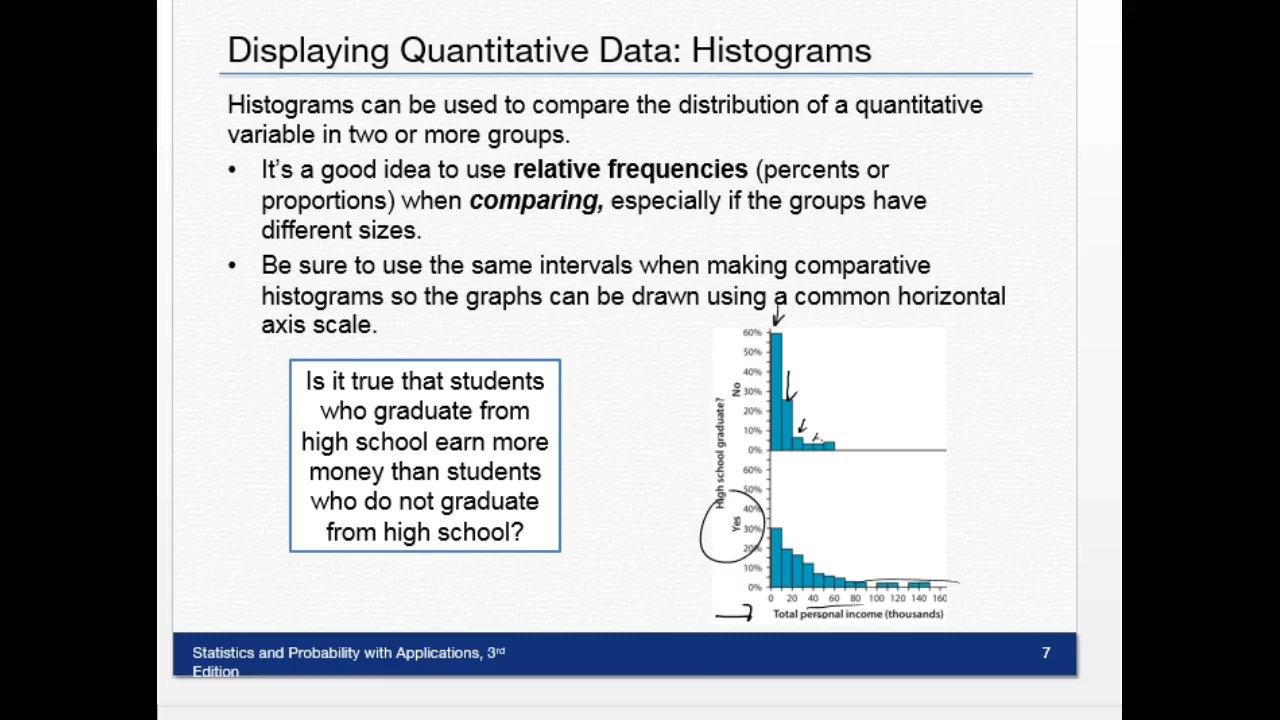 Displaying Quantitative Data: Histograms
Histograms can be used to compare the distribution of a quantitative
variable in two or more groups.
• It's a good idea to use relative frequencies (percents or
proportions) when comparing, especially if the groups have
different sizes.
• Be sure to use the same intervals when making comparative
histograms so the graphs can be drawn using a common horizontal
axis scale.
Is it true that students
who graduate from
high school earn more
money than students
who do not graduate
from high school?
High school graduate?
No
60%
50%
40%
30%
20%
10%
0%
Yes
60%
50%
40%
30%
20%
10%
0%
0 20 40 60 80 100 120 140 160
Total personal income (thousands)
Statistics and Probability with Applications, 3rd
Edition
7